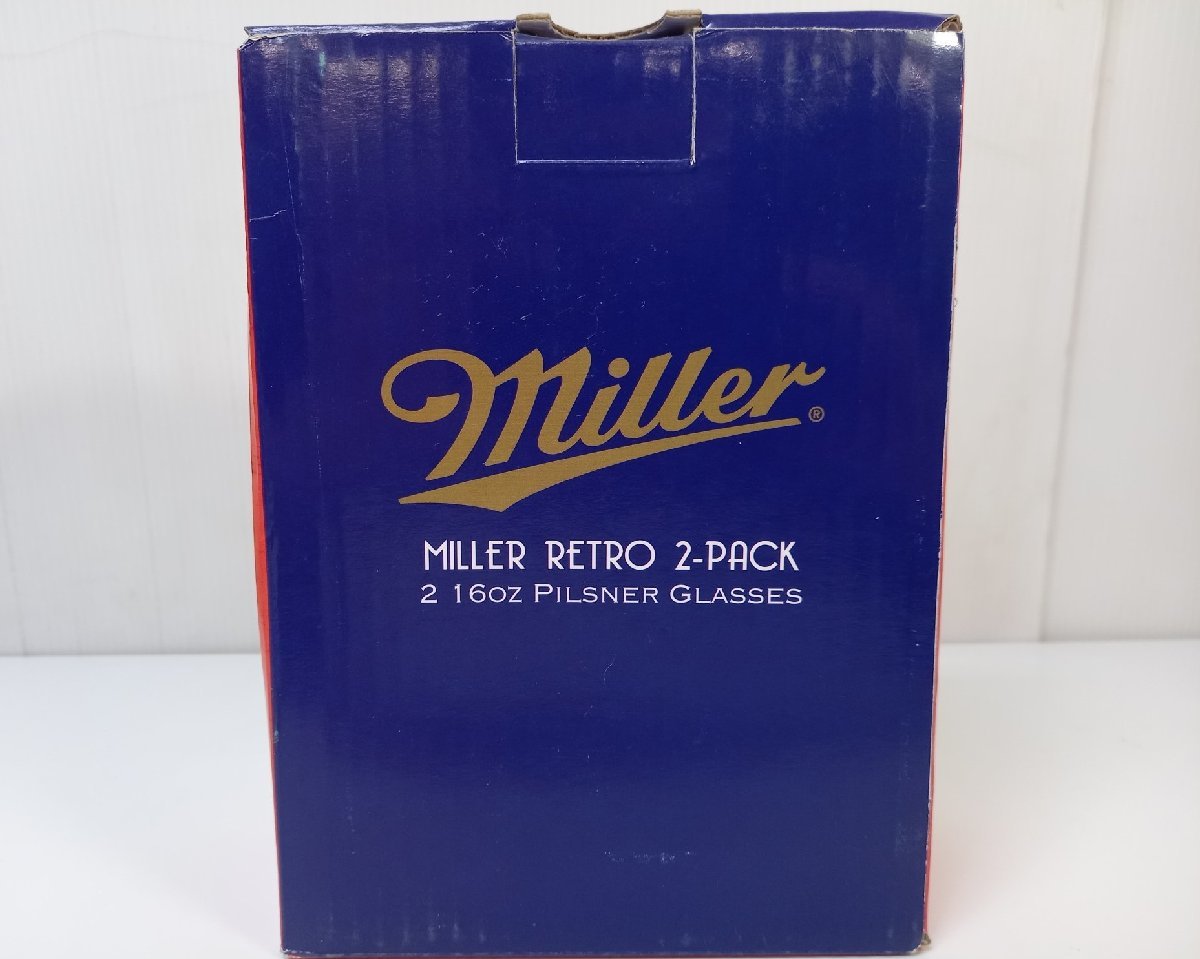 Miller®
MILLER RETRO 2-PACK
2 16OZ PILSNER GLASSES